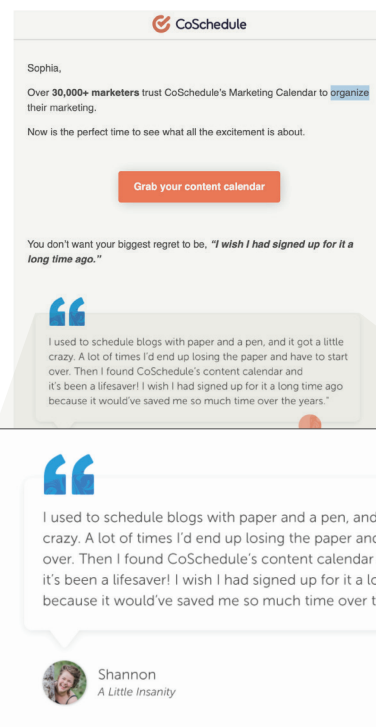 CoSchedule
Sophia,
Over 30,000+ marketers trust CoSchedule's Marketing Calendar to organize
their marketing.
Now is the perfect time to see what all the excitement is about.
Grab your content calendar
You don't want your biggest regret to be, "I wish I had signed up for it a
long time ago."
I used to schedule blogs with paper and a pen, and it got a little
crazy. A lot of times I'd end up losing the paper and have to start
over. Then I found CoSchedule's content calendar and
it's been a lifesaver! I wish I had signed up for it a long time ago
because it would've saved me so much time over the years."
I used to schedule blogs with paper and a pen, and
crazy. A lot of times I'd end up losing the paper and
over. Then I found CoSchedule's content calendar
it's been a lifesaver! I wish I had signed up for it a lo
because it would've saved me so much time over t
Shannon
A Little Insanity